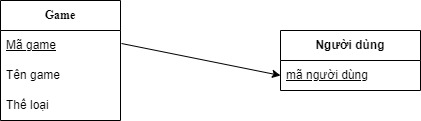 Game
Mã game
Tên game
Thể loại
Người dùng
mã người dùng